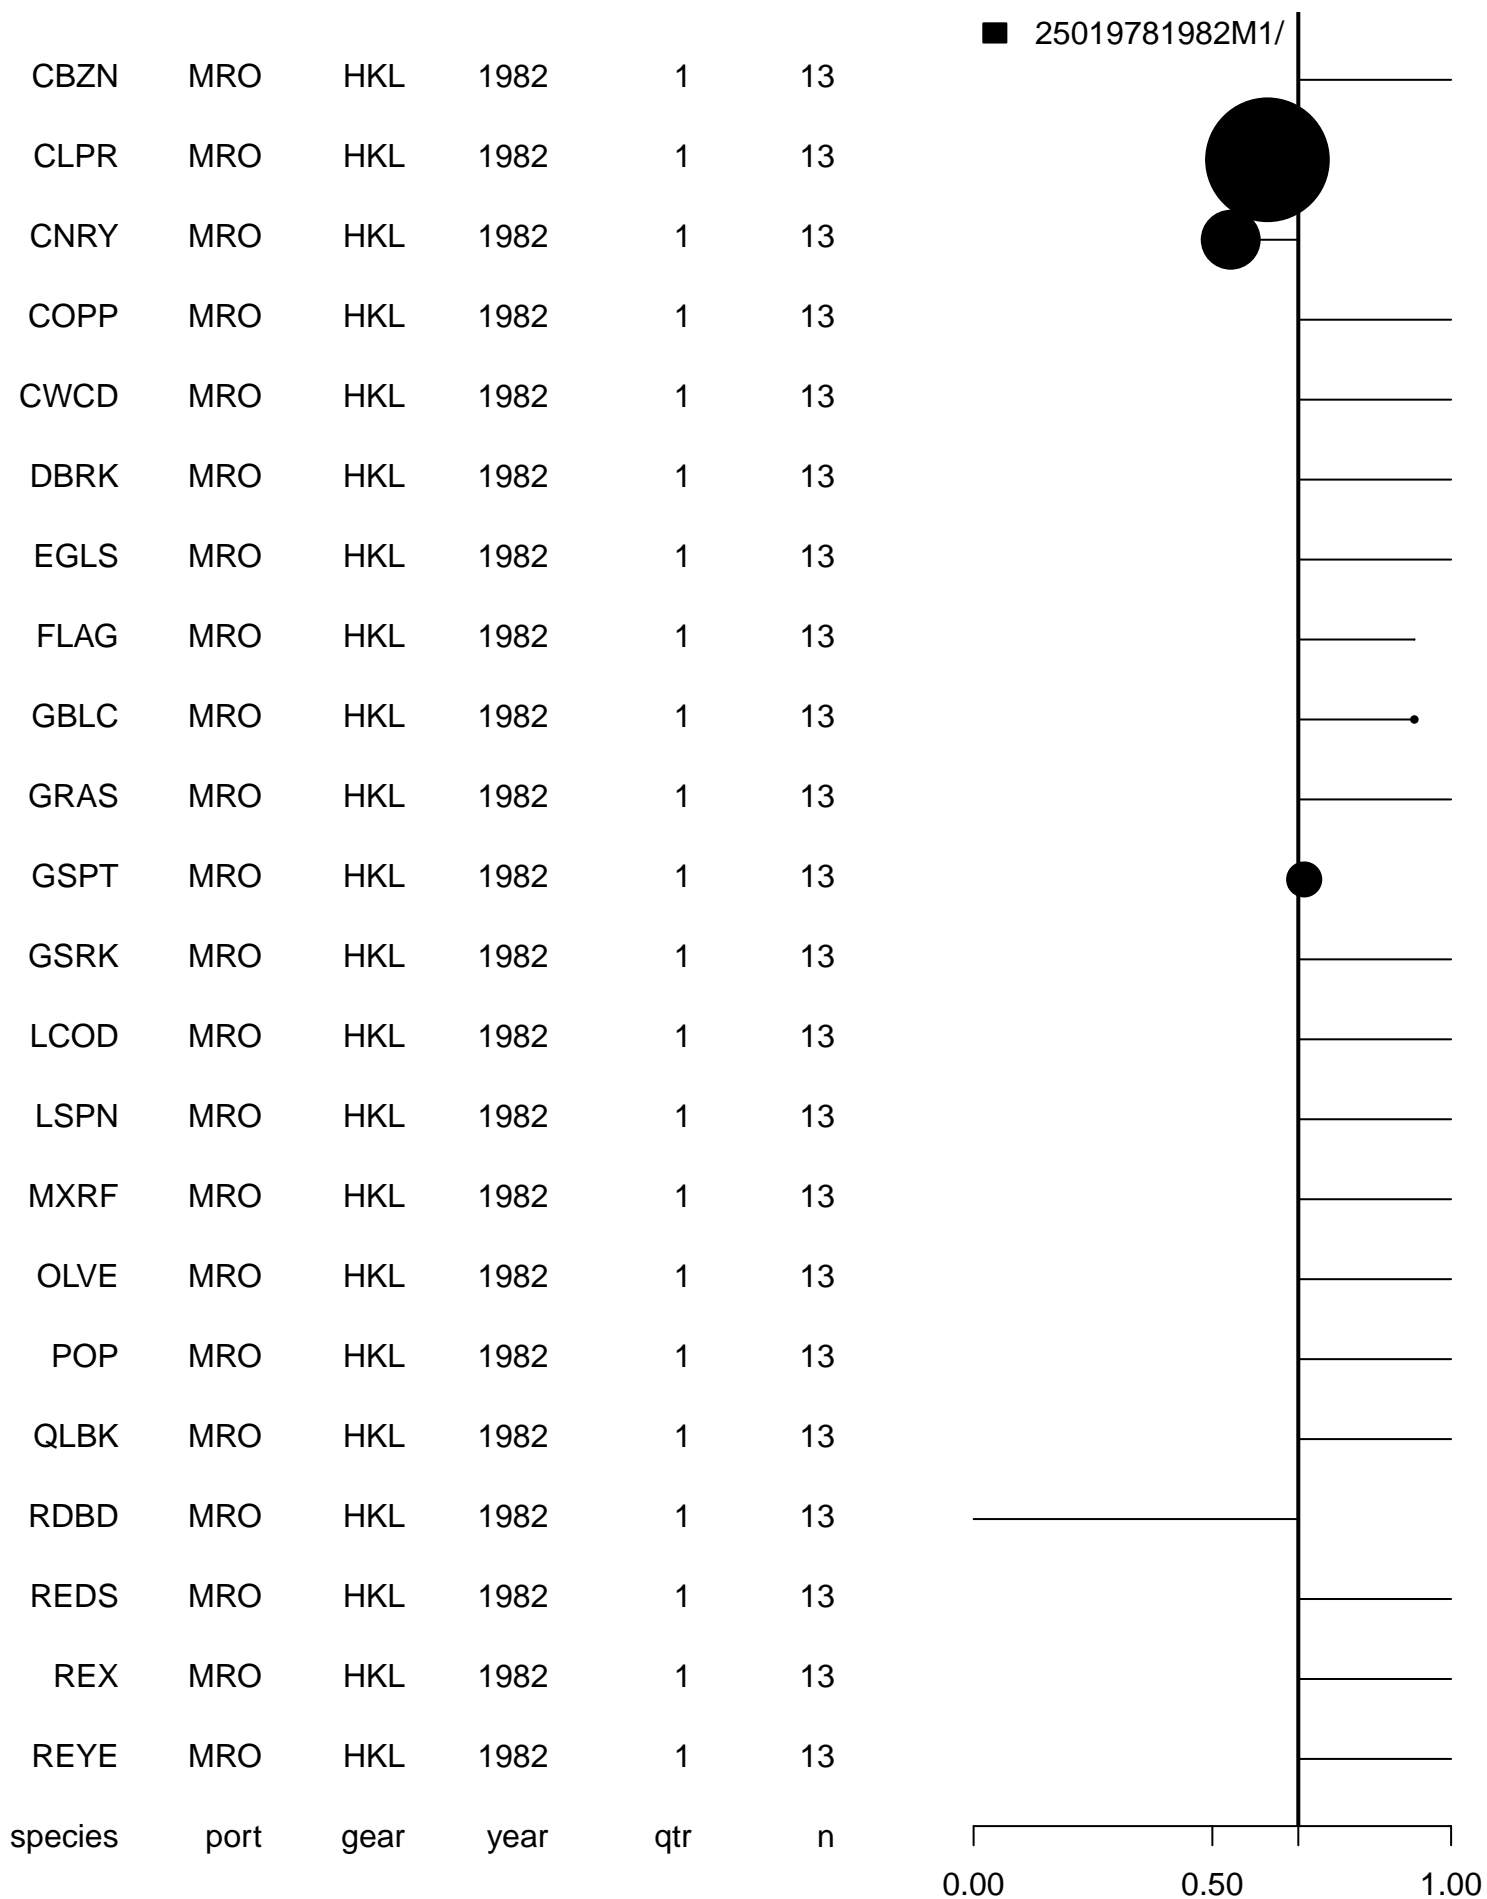 25019781982M1/
CBZN MRO HKL 1982 1 13
CLPR MRO HKL 1982 1 13
CNRY MRO HKL 1982 1 13
COPP MRO HKL 1982 1 13
CWCD MRO HKL 1982 1 13
DBRK MRO HKL 1982 1 13
EGLS MRO HKL 1982 1 13
FLAG MRO HKL 1982 1 13
GBLC MRO HKL 1982 1 13
GRAS MRO HKL 1982 1 13
GSPT MRO HKL 1982 1 13
GSRK MRO HKL 1982 1 13
LCOD MRO HKL 1982 1 13
LSPN MRO HKL 1982 1 13
MXRF MRO HKL 1982 1 13
OLVE MRO HKL 1982 1 13
POP MRO HKL 1982 1 13
QLBK MRO HKL 1982 1 13
RDBD MRO HKL 1982 1 13
REDS MRO HKL 1982 1 13
REX MRO HKL 1982 1 13
REYE MRO HKL 1982 1 13
species port gear year qtr n
0.00 0.50 1.00